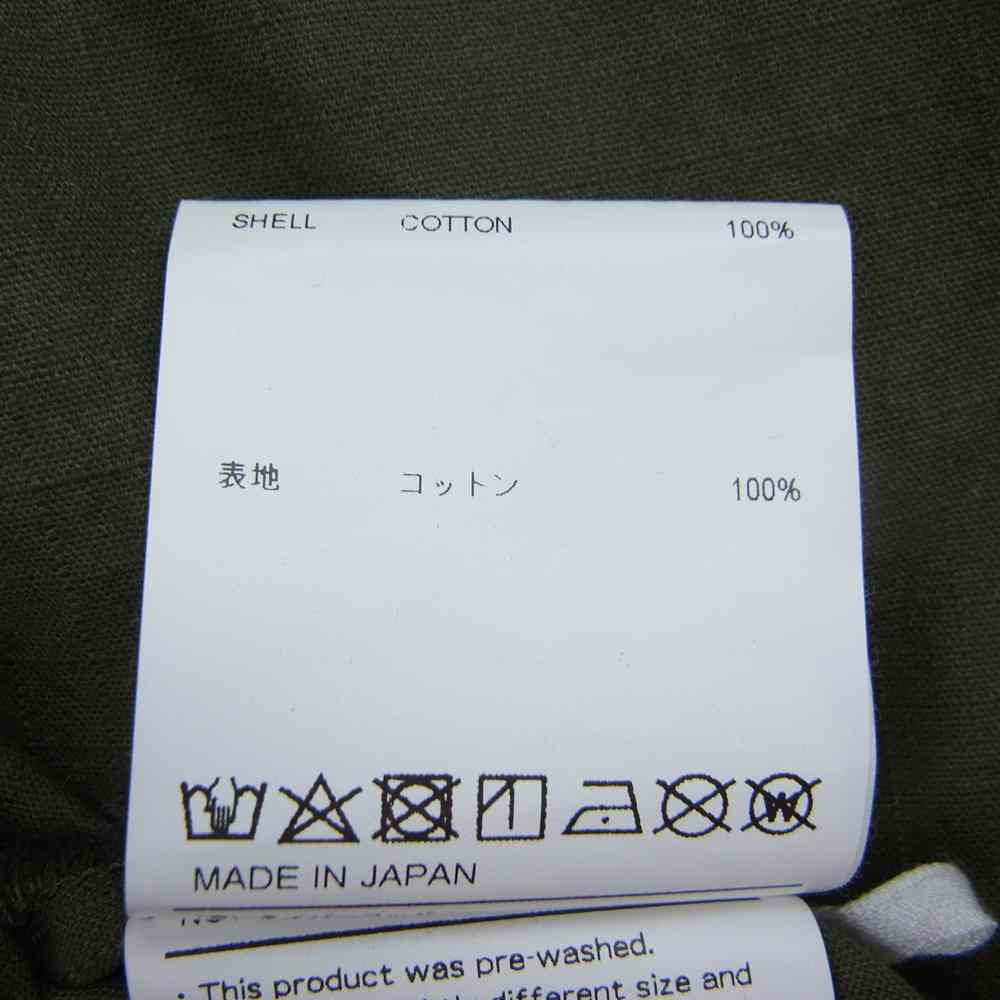 SHELL COTTON 100%
表地 コットン 100%
W
MADE IN JAPAN
· This product was pre-washed.
different size and